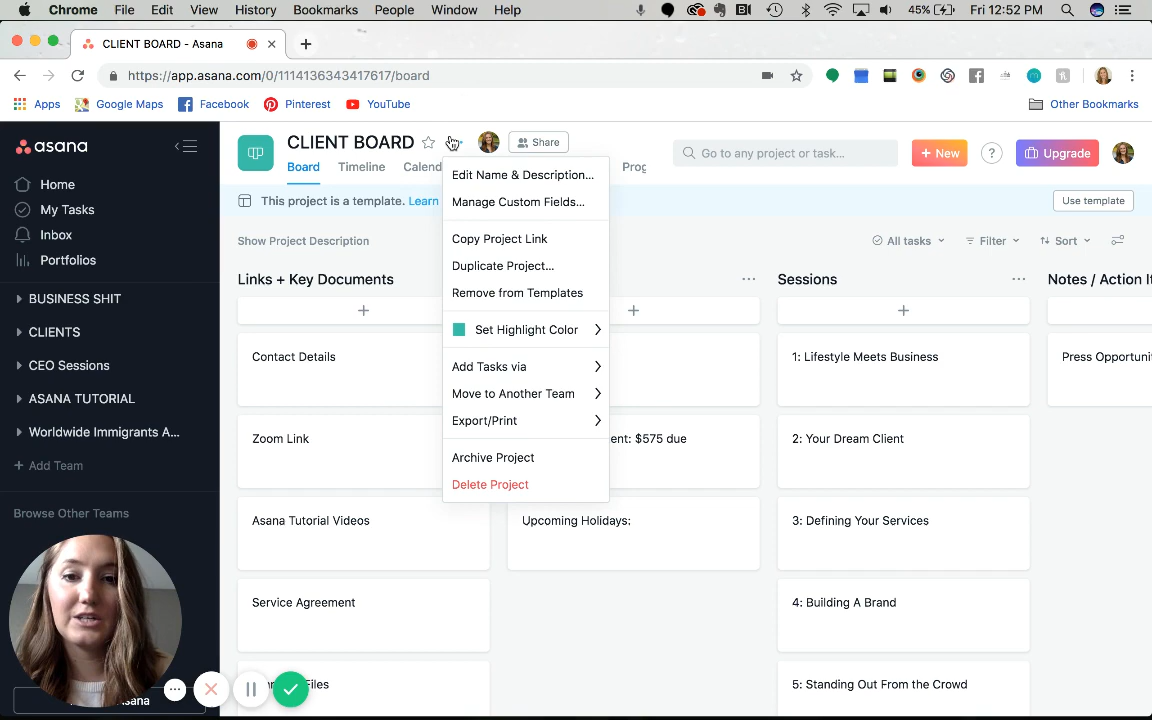 Chrome File Edit View History Bookmarks People Window Help
45% Fri 12:52 PM
CLIENT BOARD - Asana
https://app.asana.com/0/1114136343417617/board
Apps Google Maps Facebook Pinterest YouTube Other Bookmarks
asana
Home
My Tasks
Inbox
Portfolios
BUSINESS SHIT
CLIENTS
CEO Sessions
ASANA TUTORIAL
Worldwide Immigrants A...
+ Add Team
Browse Other Teams
Asana
CLIENT BOARD
Share
Board Timeline Calend Prog
Go to any project or task...
+ New
?
Upgrade
This project is a template. Learn
Use template
Show Project Description
All tasks Filter Sort
Edit Name & Description...
Manage Custom Fields...
Copy Project Link
Duplicate Project...
Remove from Templates
Set Highlight Color
Add Tasks via
Move to Another Team
Export/Print
Archive Project
Delete Project
Links + Key Documents
Contact Details
Zoom Link
Asana Tutorial Videos
Service Agreement
Files
ent: $575 due
Upcoming Holidays:
Sessions
1: Lifestyle Meets Business
2: Your Dream Client
3: Defining Your Services
4: Building A Brand
5: Standing Out From the Crowd
Notes / Action It
Press Opportuni